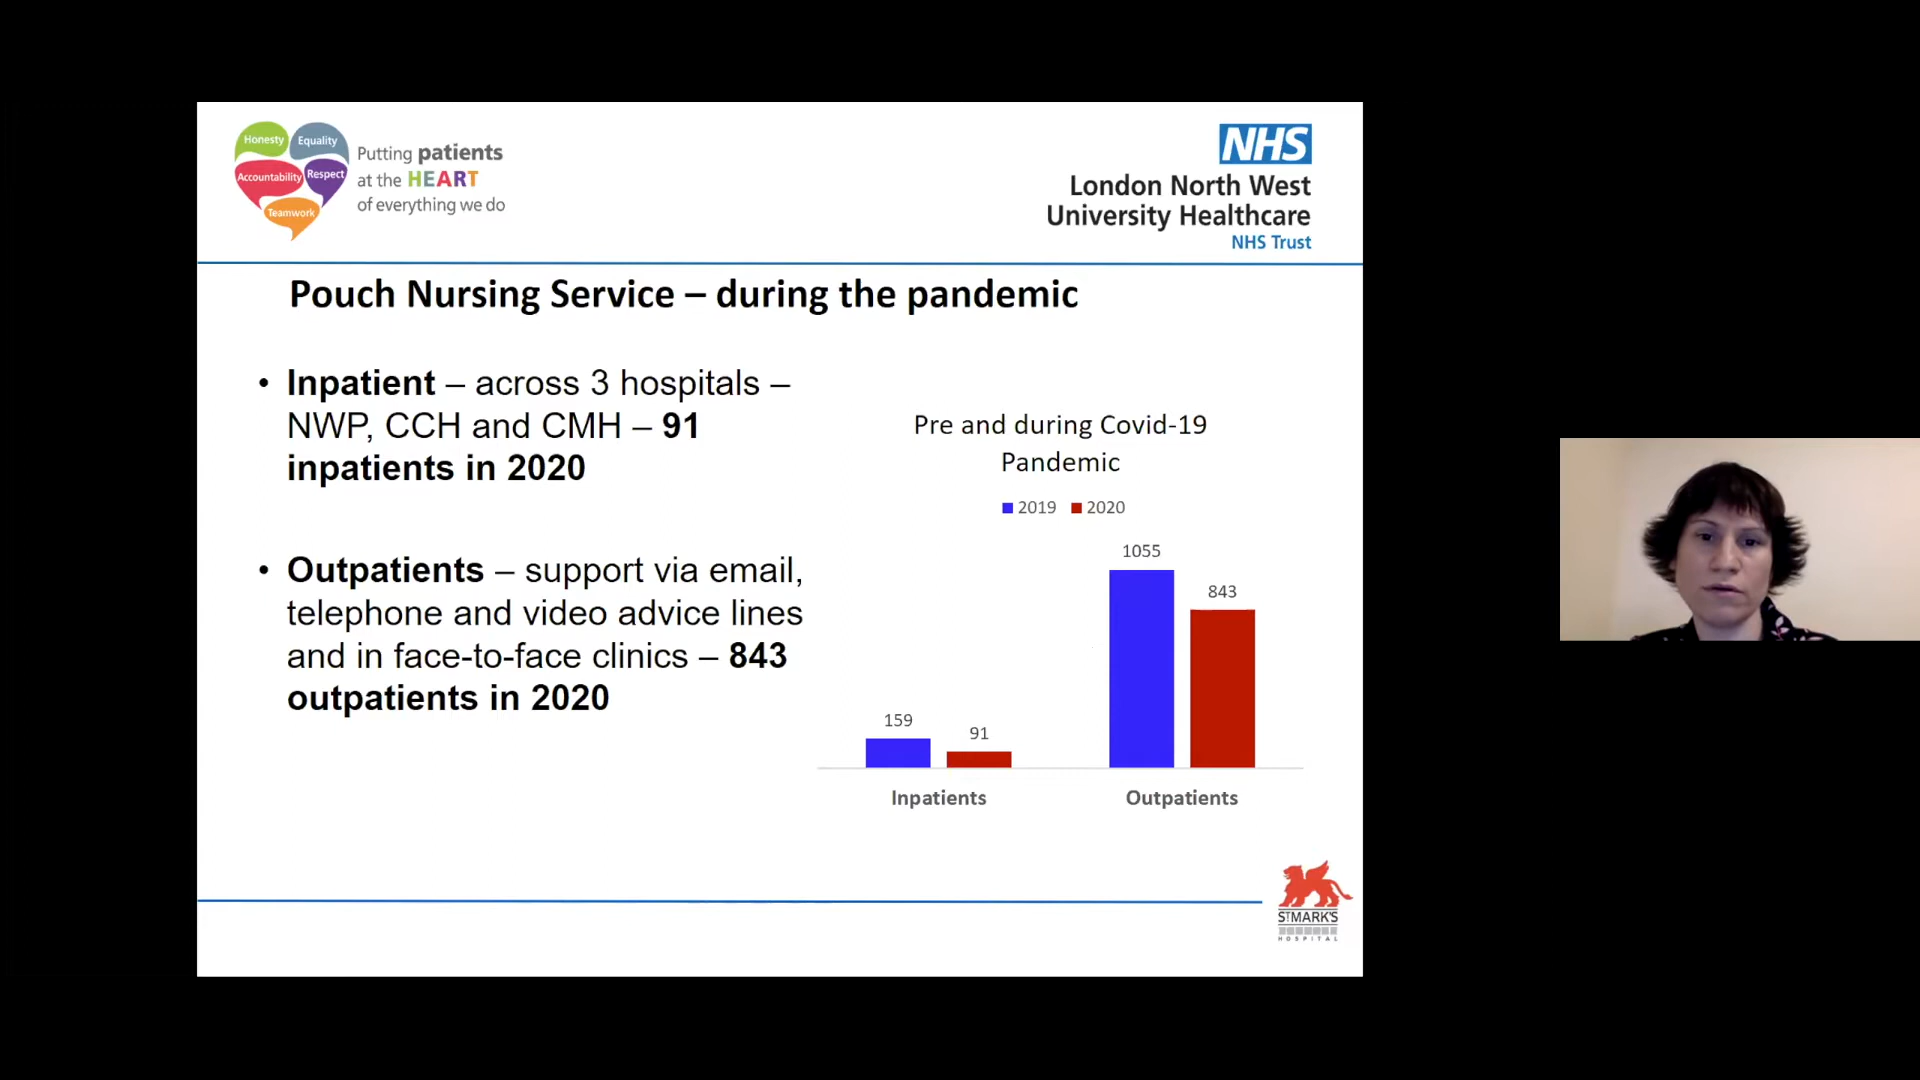 Honesty
Equality
Accountability
Respect
Teamwork
Putting patients
at the HEART
of everything we do
NHS
London North West
University Healthcare
NHS Trust
Pouch Nursing Service – during the pandemic
• Inpatient – across 3 hospitals –
NWP, CCH and CMH – 91
inpatients in 2020
• Outpatients – support via email,
telephone and video advice lines
and in face-to-face clinics – 843
outpatients in 2020
Pre and during Covid-19
Pandemic
2019 2020
1055
843
159
91
Inpatients Outpatients
ST MARK'S
HOSPITAL